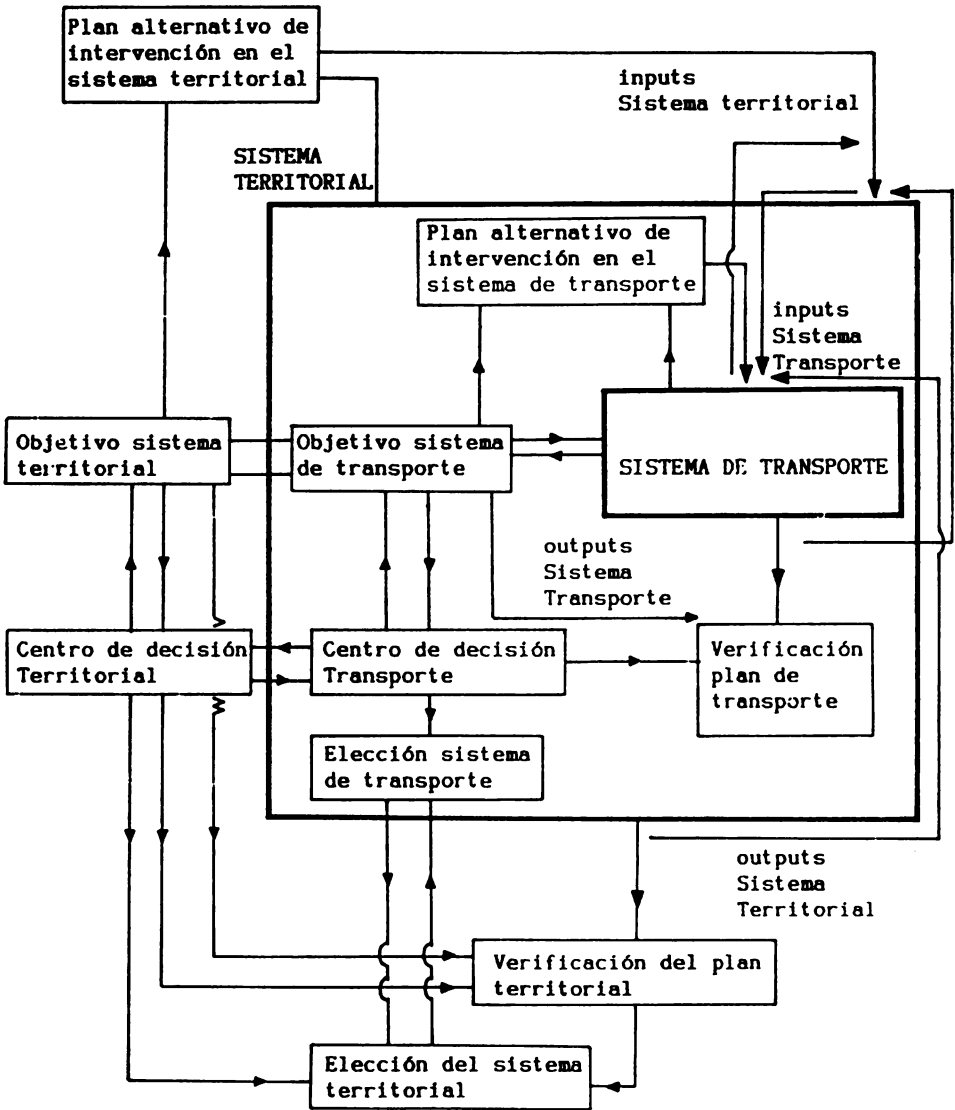 Plan alternativo de
intervención en el
sistema territorial
inputs
Sistema territorial
SISTEMA
TERRITORIAL
Plan alternativo de
intervención en el
sistema de transporte
inputs
Sistema
Transporte
Objetivo sistema
territorial
Objetivo sistema
de transporte
SISTEMA DE TRANSPORTE
outputs
Sistema
Transporte
Centro de decisión
Territorial
Centro de decisión
Transporte
Verificación
plan de
transporte
Elección sistema
de transporte
outputs
Sistema
Territorial
Verificación del plan
territorial
Elección del sistema
territorial